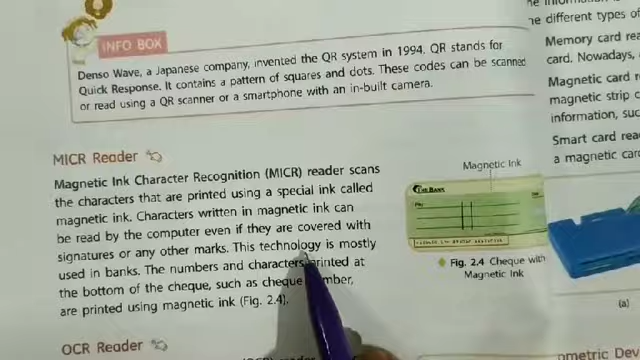 INFO BOX
Denso Wave, a Japanese company, invented the QR system in 1994. QR stands for
Quick Response. It contains a pattern of squares and dots. These codes can be scanned
or read using a QR scanner or a smartphone with an in-built camera.
MICR Reader
Magnetic Ink Character Recognition (MICR) reader scans
the characters that are printed using a special ink called
magnetic ink. Characters written in magnetic ink can
be read by the computer even if they are covered with
signatures or any other marks. This technology is mostly
used in banks. The numbers and characters printed at
the bottom of the cheque, such as cheque
are printed using magnetic ink (Fig. 2.4).
OCR Reader
Magnetic Ink
THE BANK
Fig. 2.4 Cheque with
Magnetic Ink
he different types of
Memory card rea
card. Nowadays,
Magnetic card r
magnetic strip c
information, suc
Smart card rea
a magnetic car
(a)
ometric Dev